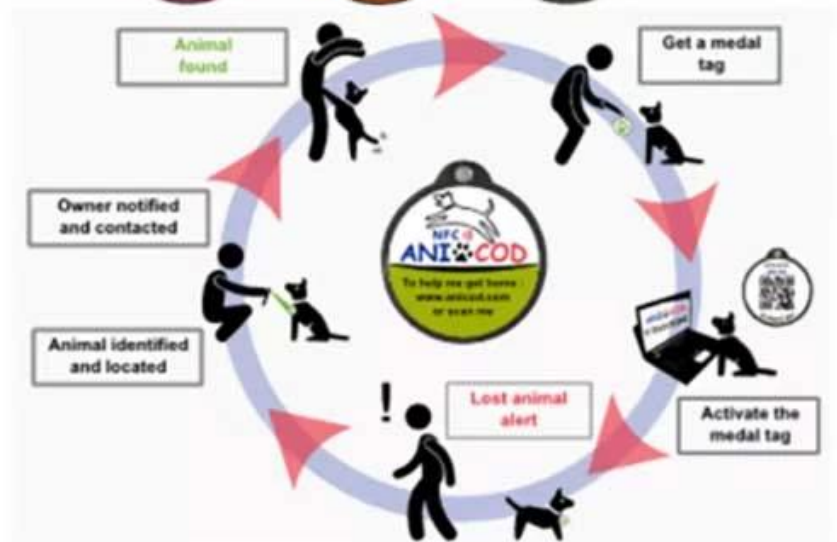 Animal
found
Get a medal
tag
Owner notified
and contacted
NFC
ANI COD
To help me get home :
www.anicod.com
or scan me
Animal identified
and located
!
Lost animal
alert
Activate the
medal tag